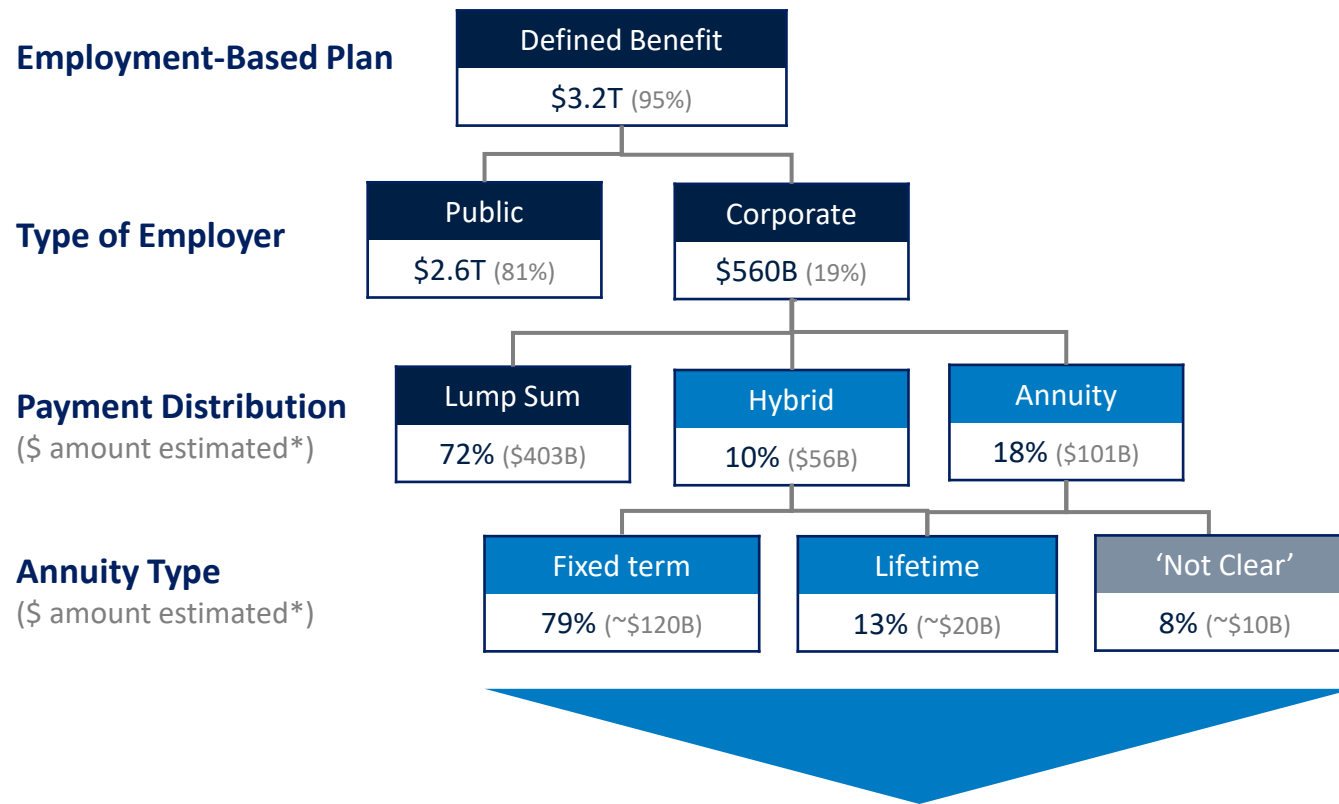 Employment-Based Plan
Defined Benefit
$3.2T (95%)
Type of Employer
Public
$2.6T (81%)
Corporate
$560B (19%)
Payment Distribution
($ amount estimated*)
Lump Sum
72% ($403B)
Hybrid
10% ($56B)
Annuity
18% ($101B)
Annuity Type
($ amount estimated*)
Fixed term
79% (~$120B)
Lifetime
13% (~$20B)
‘Not Clear’
8% (~$10B)